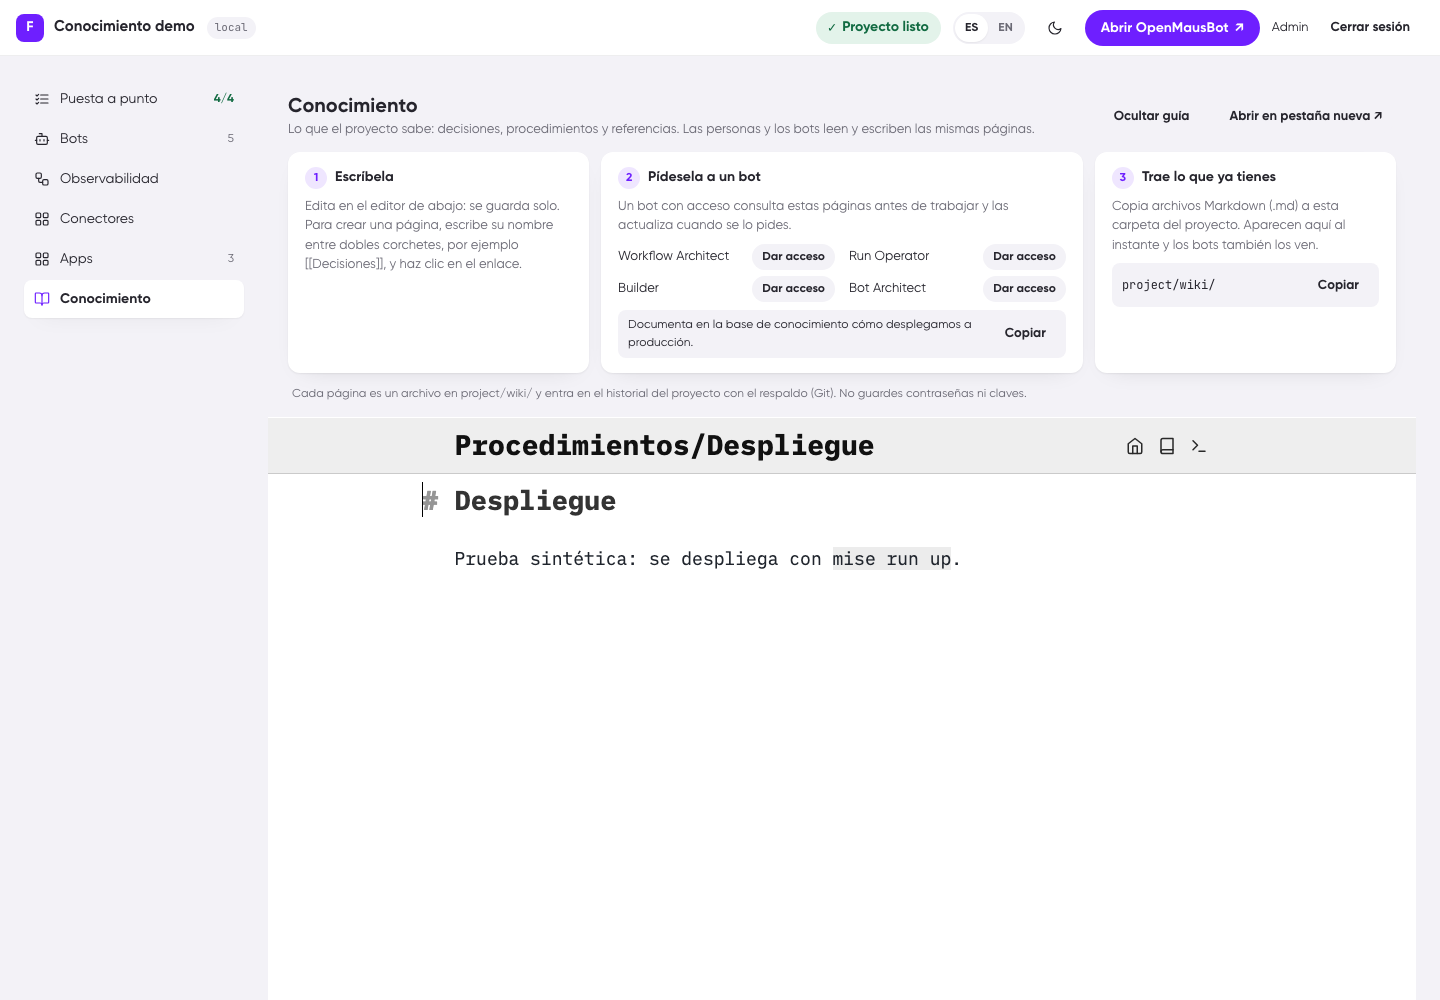 F Conocimiento demo local
✓ Proyecto listo ES EN Abrir OpenMausBot ↗ Admin Cerrar sesión
Puesta a punto 4/4
Bots 5
Observabilidad
Conectores
Apps 3
Conocimiento
Conocimiento
Lo que el proyecto sabe: decisiones, procedimientos y referencias. Las personas y los bots leen y escriben las mismas páginas.
Ocultar guía Abrir en pestaña nueva ↗
1 Escríbela
Edita en el editor de abajo: se guarda solo.
Para crear una página, escribe su nombre
entre dobles corchetes, por ejemplo
[[Decisiones]], y haz clic en el enlace.
2 Pídesela a un bot
Un bot con acceso consulta estas páginas antes de trabajar y las
actualiza cuando se lo pides.
Workflow Architect Dar acceso Run Operator Dar acceso
Builder Dar acceso Bot Architect Dar acceso
Documenta en la base de conocimiento cómo desplegamos a
producción.
Copiar
3 Trae lo que ya tienes
Copia archivos Markdown (.md) a esta
carpeta del proyecto. Aparecen aquí al
instante y los bots también los ven.
project/wiki/ Copiar
Cada página es un archivo en project/wiki/ y entra en el historial del proyecto con el respaldo (Git). No guardes contraseñas ni claves.
Procedimientos/Despliegue
# Despliegue
Prueba sintética: se despliega con mise run up.